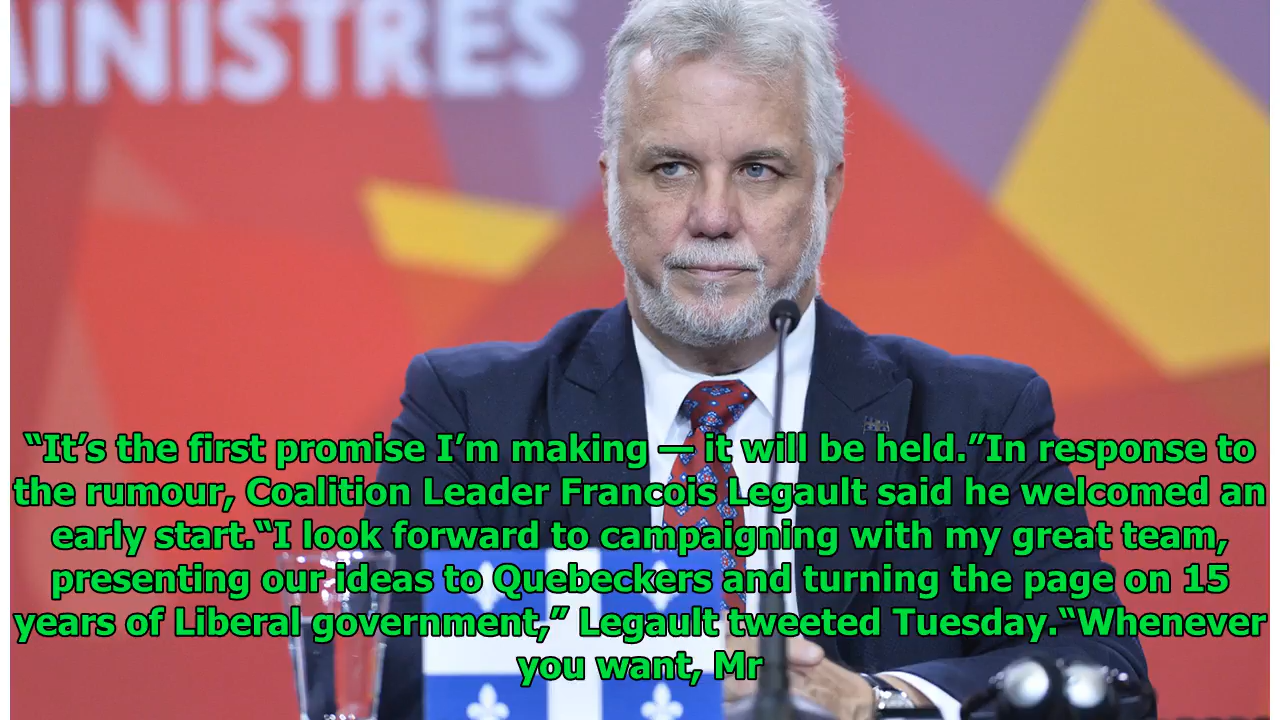 MINISTRES
“It’s the first promise I’m making — it will be held.”In response to
the rumour, Coalition Leader Francois Legault said he welcomed an
early start.“I look forward to campaigning with my great team,
presenting our ideas to Quebeckers and turning the page on 15
years of Liberal government,” Legault tweeted Tuesday.“Whenever
you want, Mr